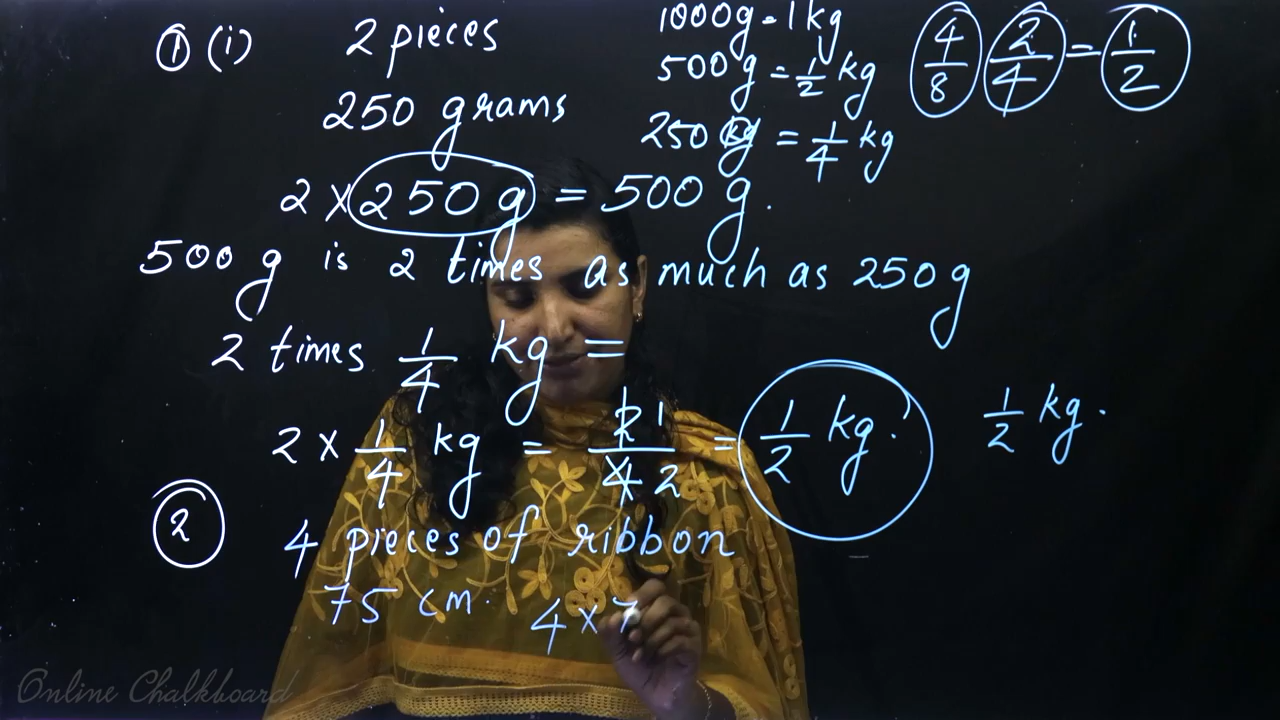 ① (i) 2 pieces
250 grams
1000g = 1 kg
500 g = 1/2 kg
250 kg = 1/4 kg
4/8 2/4 = 1/2
2 × 250 g = 500 g.
500 g is 2 times as much as 250 g
2 times 1/4 kg =
2 × 1/4 kg = 2 1/4 2 = 1/2 kg. 1/2 kg.
② 4 pieces of ribbon
75 cm. 4 × 7
Online Chalkboard